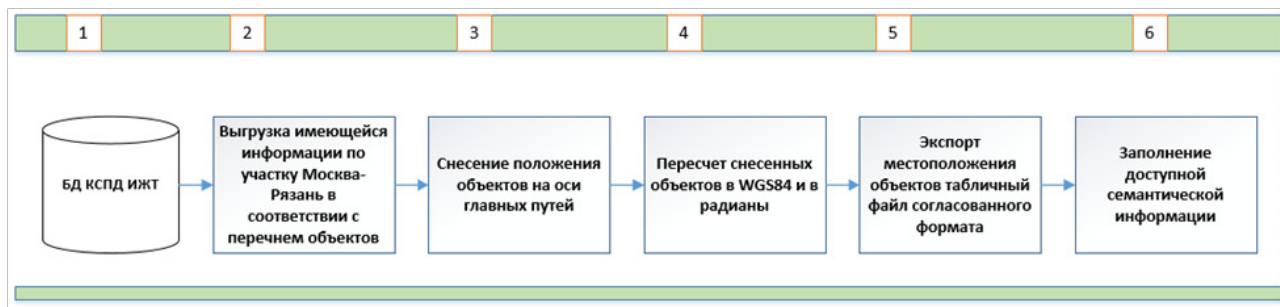 1
2
3
4
5
6
БД КСПД ИЖТ
Выгрузка имеющейся
информации по
участку Москва-
Рязань в
соответствии с
перечнем объектов
Снесение положения
объектов на оси
главных путей
Пересчет снесенных
объектов в WGS84 и в
радианы
Экспорт
местоположения
объектов табличный
файл согласованного
формата
Заполнение
доступной
семантической
информации